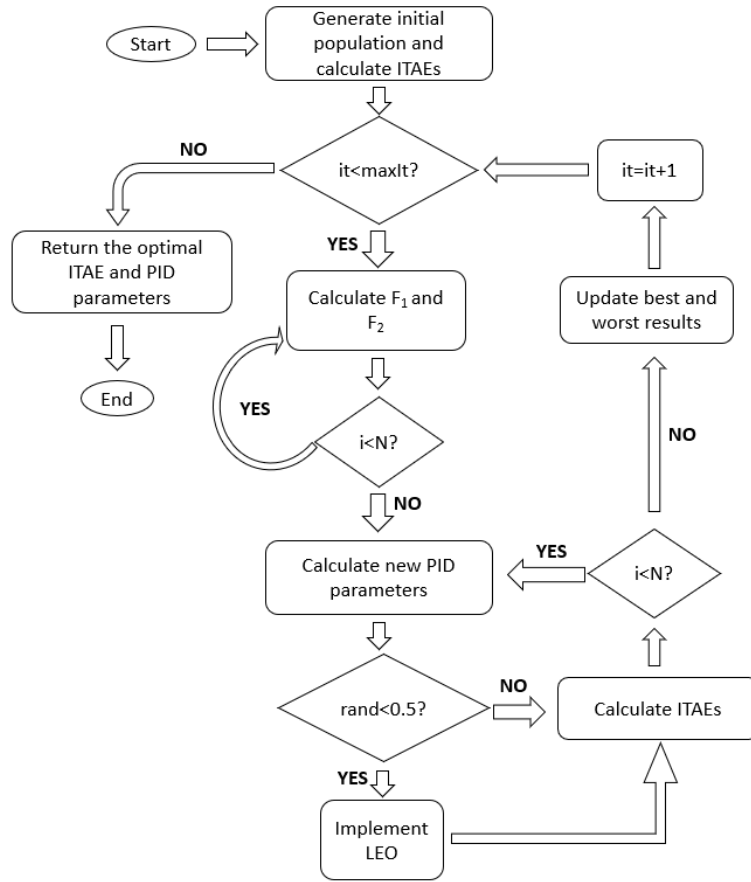 Start
Generate initial
population and
calculate ITAEs
NO
it<maxIt?
it=it+1
YES
Return the optimal
ITAE and PID
parameters
Calculate F₁ and
F₂
Update best and
worst results
End
YES
i<N?
NO
NO
Calculate new PID
parameters
YES
i<N?
rand<0.5?
NO
Calculate ITAEs
YES
Implement
LEO